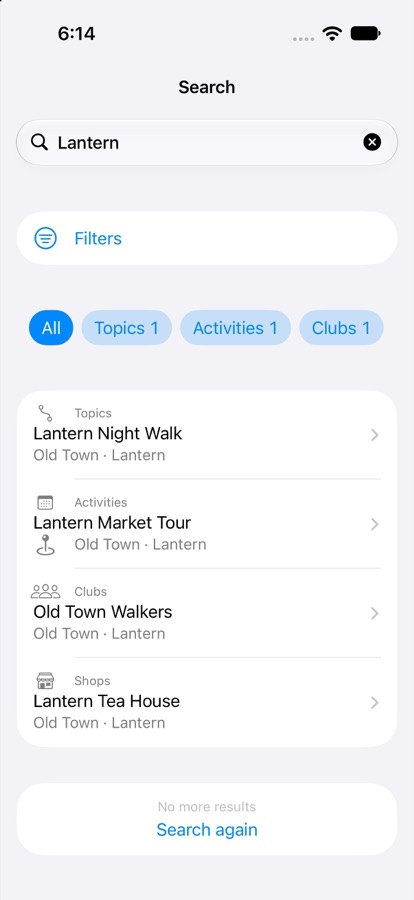 6:14
Search
Lantern
Filters
All Topics 1 Activities 1 Clubs 1
Topics
Lantern Night Walk
Old Town · Lantern
Activities
Lantern Market Tour
Old Town · Lantern
Clubs
Old Town Walkers
Old Town · Lantern
Shops
Lantern Tea House
Old Town · Lantern
No more results
Search again